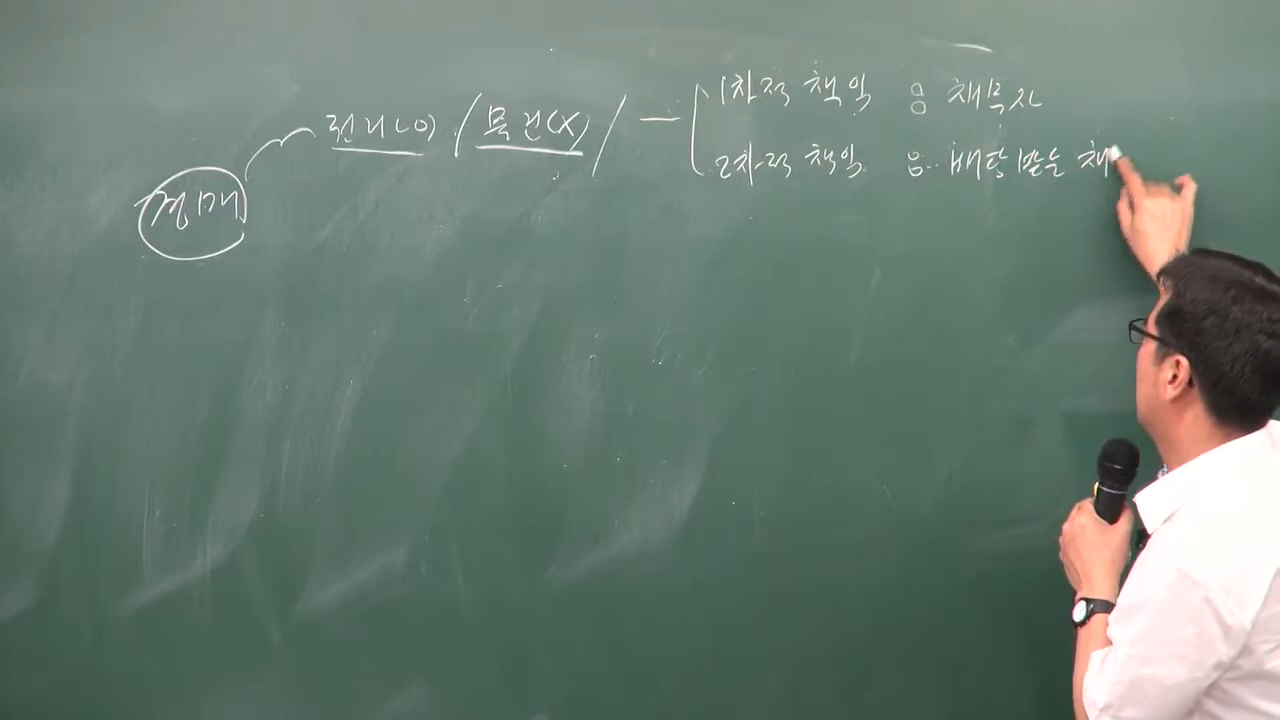 1차적 책임 : 채무자
권리(O) / 물건(X) /
2차적 책임 : 배당받은 채
경매